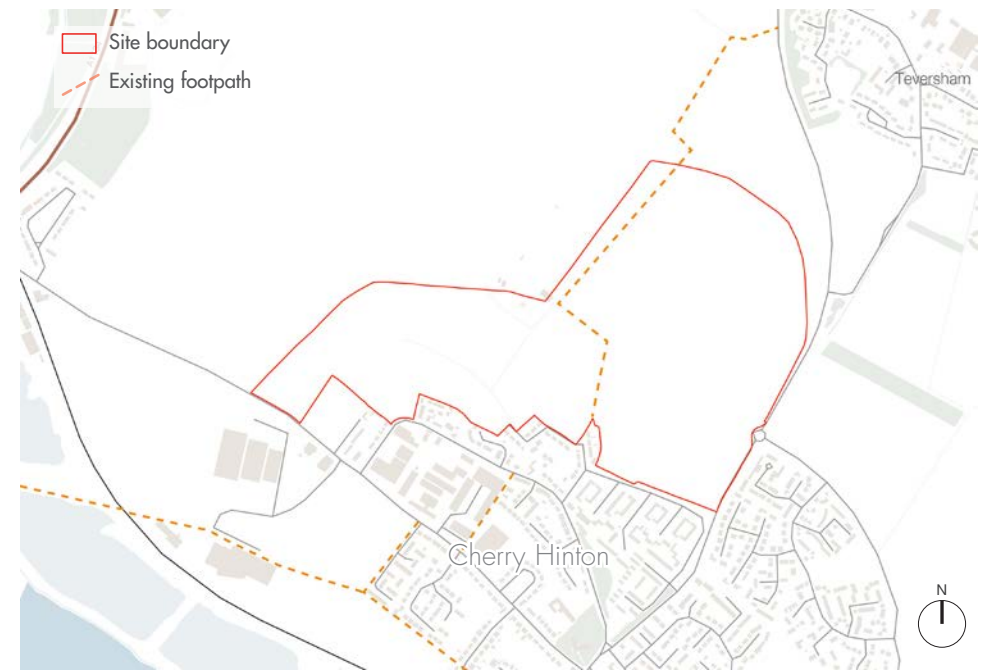 Site boundary
Existing footpath
Teversham
Cherry Hinton
N